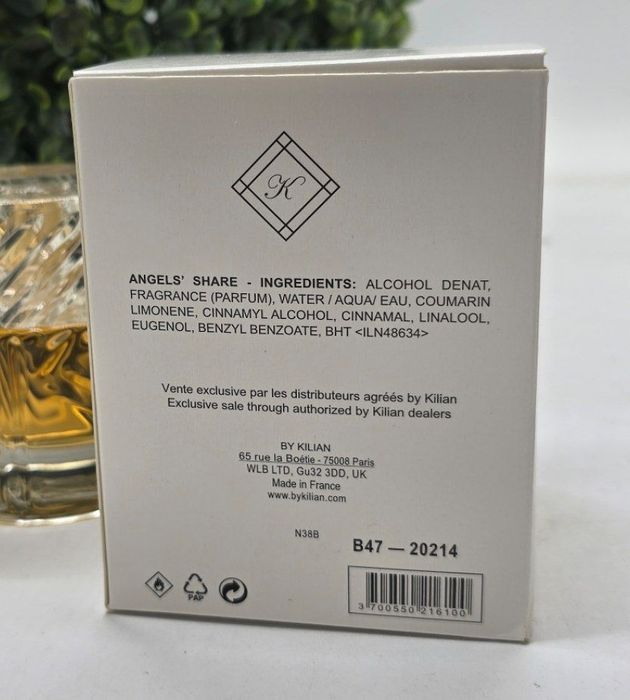 K
ANGELS' SHARE - INGREDIENTS: ALCOHOL DENAT,
FRAGRANCE (PARFUM), WATER / AQUA/ EAU, COUMARIN
LIMONENE, CINNAMYL ALCOHOL, CINNAMAL, LINALOOL,
EUGENOL, BENZYL BENZOATE, BHT <ILN48634>
Vente exclusive par les distributeurs agréés by Kilian
Exclusive sale through authorized by Kilian dealers
BY KILIAN
65 rue la Boétie - 75008 Paris
WLB LTD, Gu32 3DD, UK
Made in France
www.bykilian.com
N38B
B47 — 20214
PAP
3 700550 216100